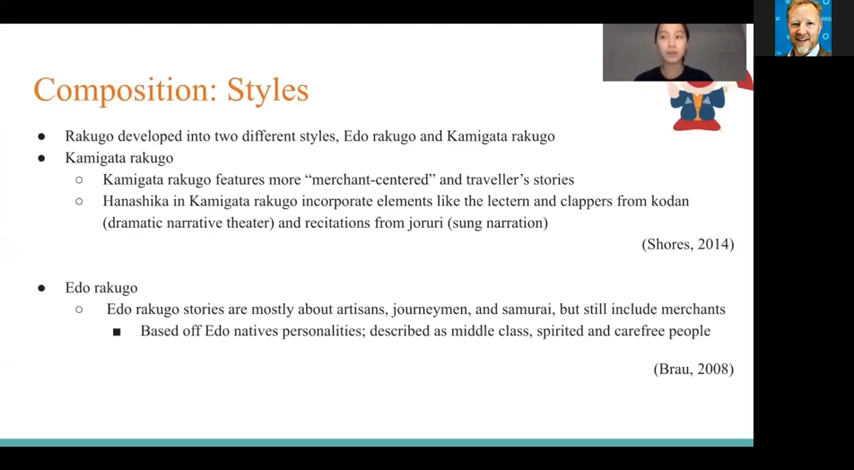 Composition: Styles
● Rakugo developed into two different styles, Edo rakugo and Kamigata rakugo
● Kamigata rakugo
○ Kamigata rakugo features more “merchant-centered” and traveller’s stories
○ Hanashika in Kamigata rakugo incorporate elements like the lectern and clappers from kodan
(dramatic narrative theater) and recitations from joruri (sung narration)
(Shores, 2014)
● Edo rakugo
○ Edo rakugo stories are mostly about artisans, journeymen, and samurai, but still include merchants
■ Based off Edo natives personalities; described as middle class, spirited and carefree people
(Brau, 2008)